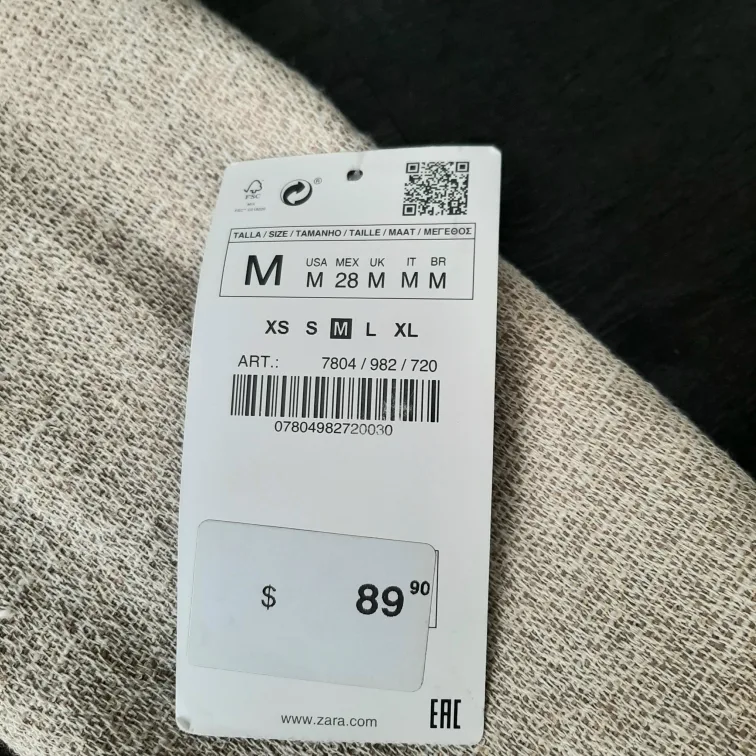 FSC
®
TALLA / SIZE / TAMANHO / TAILLE / MAAT / ΜΕΓΕΘΟΣ
M
USA MEX UK IT BR
M 28 M M M
XS S M L XL
ART.: 7804 / 982 / 720
07804982720030
$ 89 90
www.zara.com
EAC